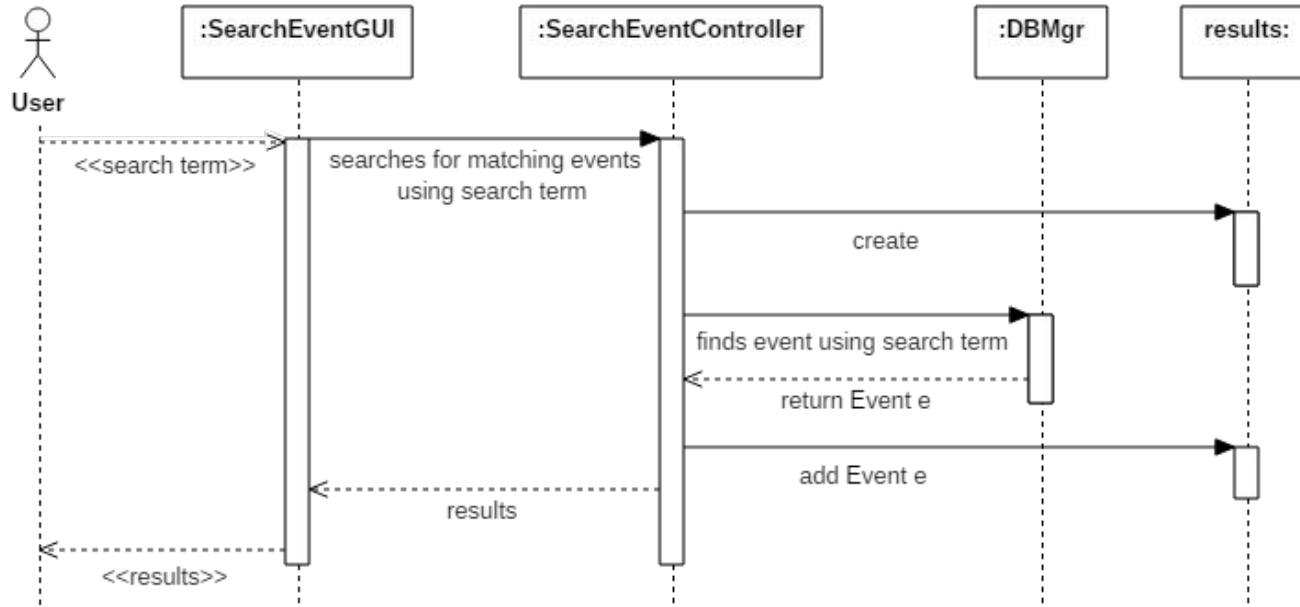 :SearchEventGUI
:SearchEventController
:DBMgr
results:
User
<<search term>>
searches for matching events
using search term
create
finds event using search term
return Event e
add Event e
results
<<results>>